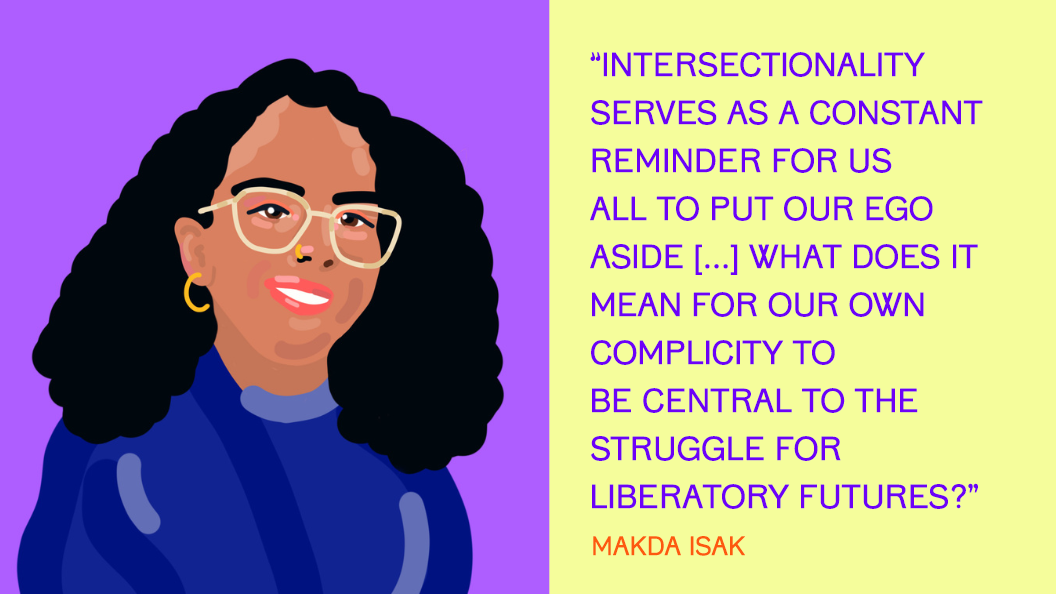 “INTERSECTIONALITY
SERVES AS A CONSTANT
REMINDER FOR US
ALL TO PUT OUR EGO
ASIDE [...] WHAT DOES IT
MEAN FOR OUR OWN
COMPLICITY TO
BE CENTRAL TO THE
STRUGGLE FOR
LIBERATORY FUTURES?”
MAKDA ISAK